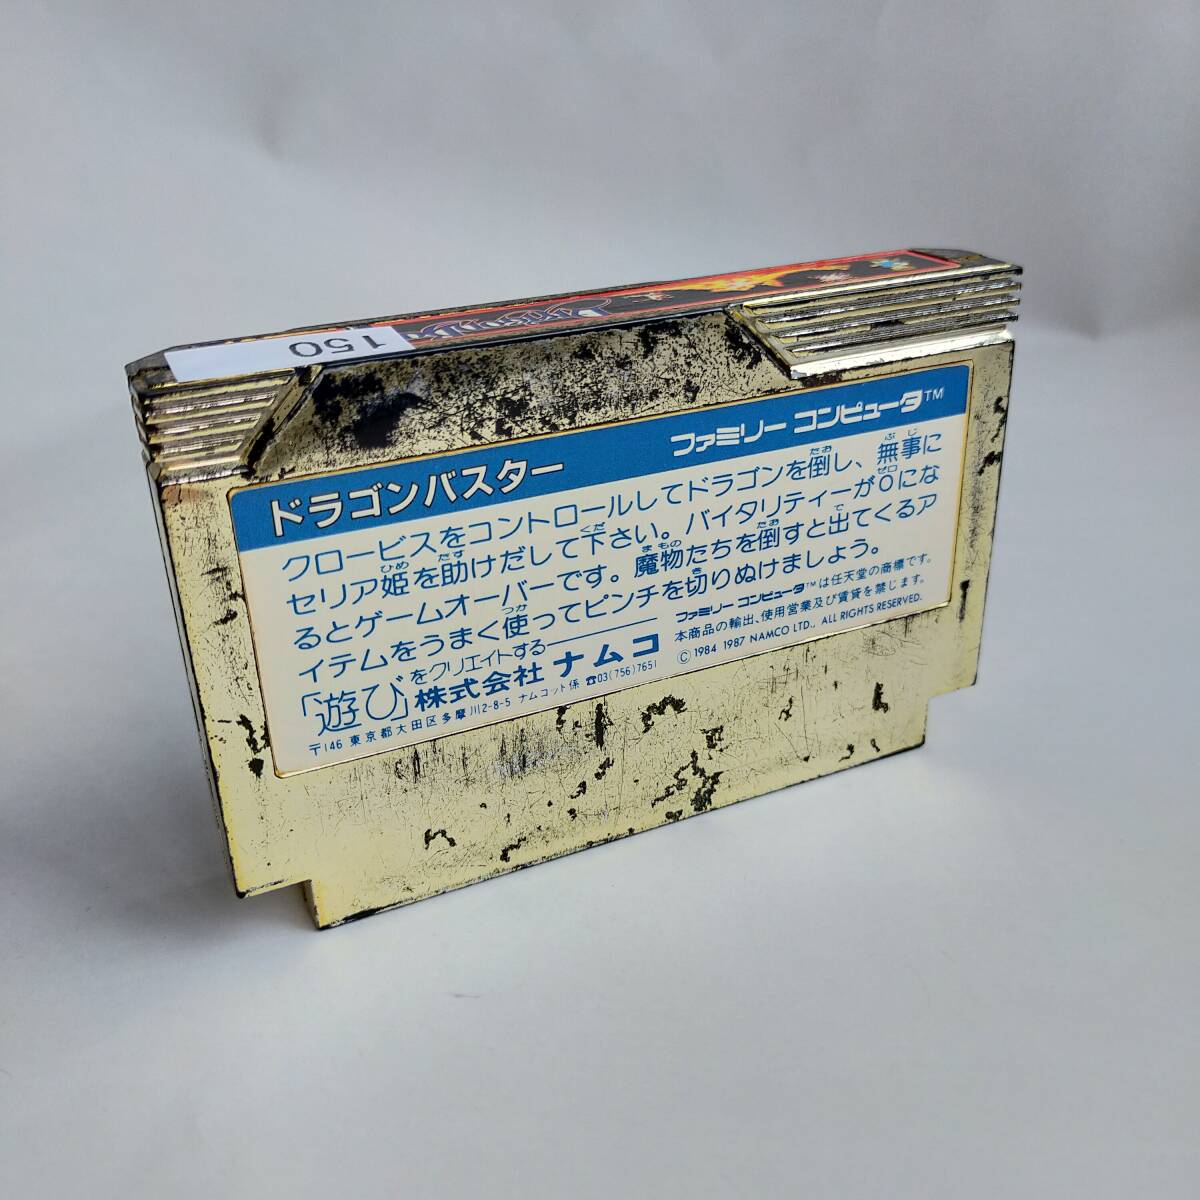 150
ドラゴンバスター
ファミリー コンピュータ™
クロービスをコントロールしてドラゴンを倒し、無事に
セリア姫を助けだして下さい。バイタリティーが0にな
るとゲームオーバーです。魔物たちを倒すと出てくるア
イテムをうまく使ってピンチを切りぬけましょう。
「遊び」をクリエイトする
株式会社 ナムコ
〒146 東京都大田区多摩川2-8-5 ナムコット係 ☎03(756)7651
ファミリー コンピュータ™は任天堂の商標です。
本商品の輸出、使用営業及び賃貸を禁じます。
© 1984 1987 NAMCO LTD., ALL RIGHTS RESERVED.